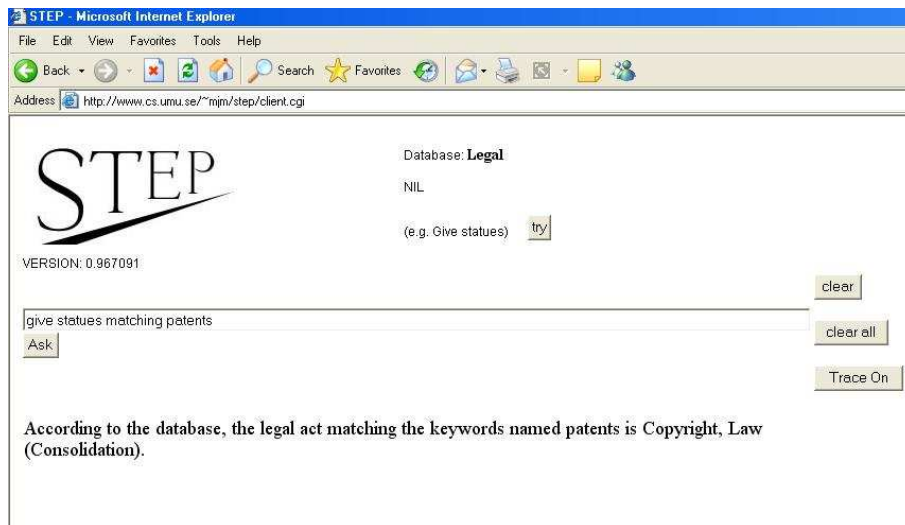 STEP - Microsoft Internet Explorer
File Edit View Favorites Tools Help
Back Search Favorites
Address http://www.cs.umu.se/~mjm/step/client.cgi
STEP
Database: Legal
NIL
(e.g. Give statues) try
VERSION: 0.967091
clear
give statues matching patents
clear all
Ask
Trace On
According to the database, the legal act matching the keywords named patents is Copyright, Law
(Consolidation).